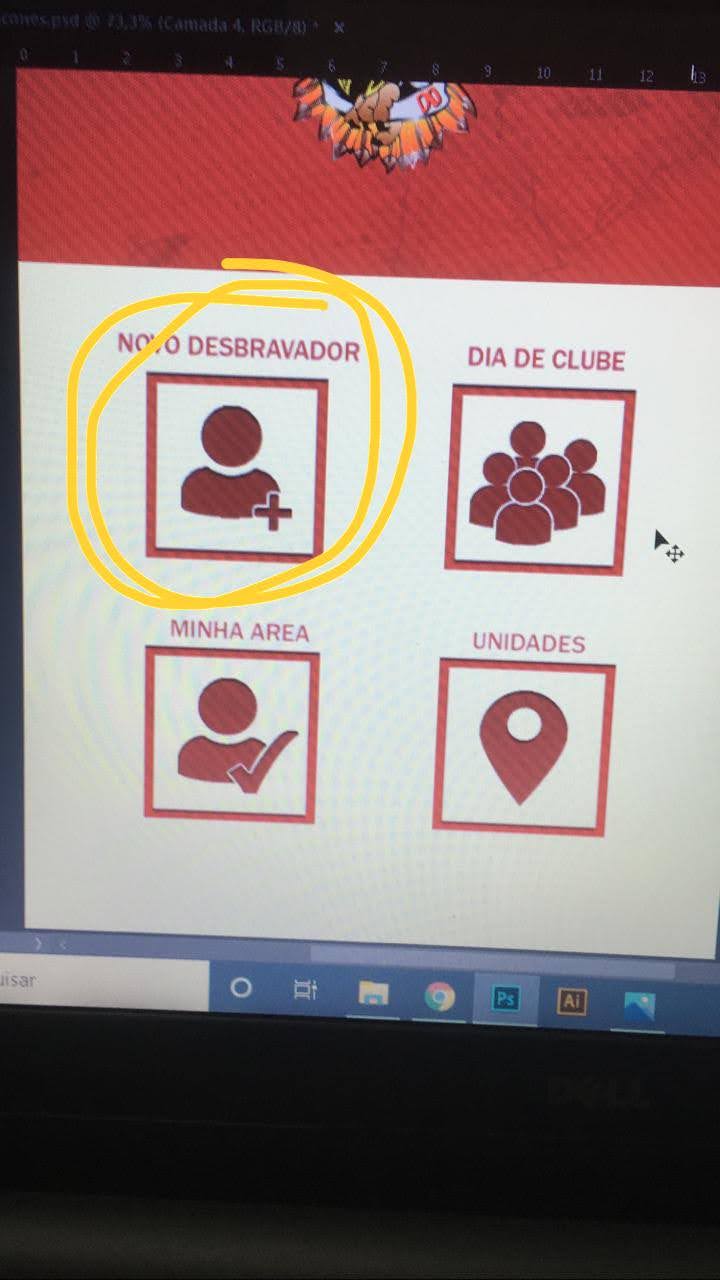 icones.psd @ 73,3% (Camada 4, RGB/8) * ×
0 1 2 3 4 5 6 7 8 9 10 11 12 13
DO
NOVO DESBRAVADOR
DIA DE CLUBE
MINHA AREA
UNIDADES
uisar
Ps
Ai
DELL